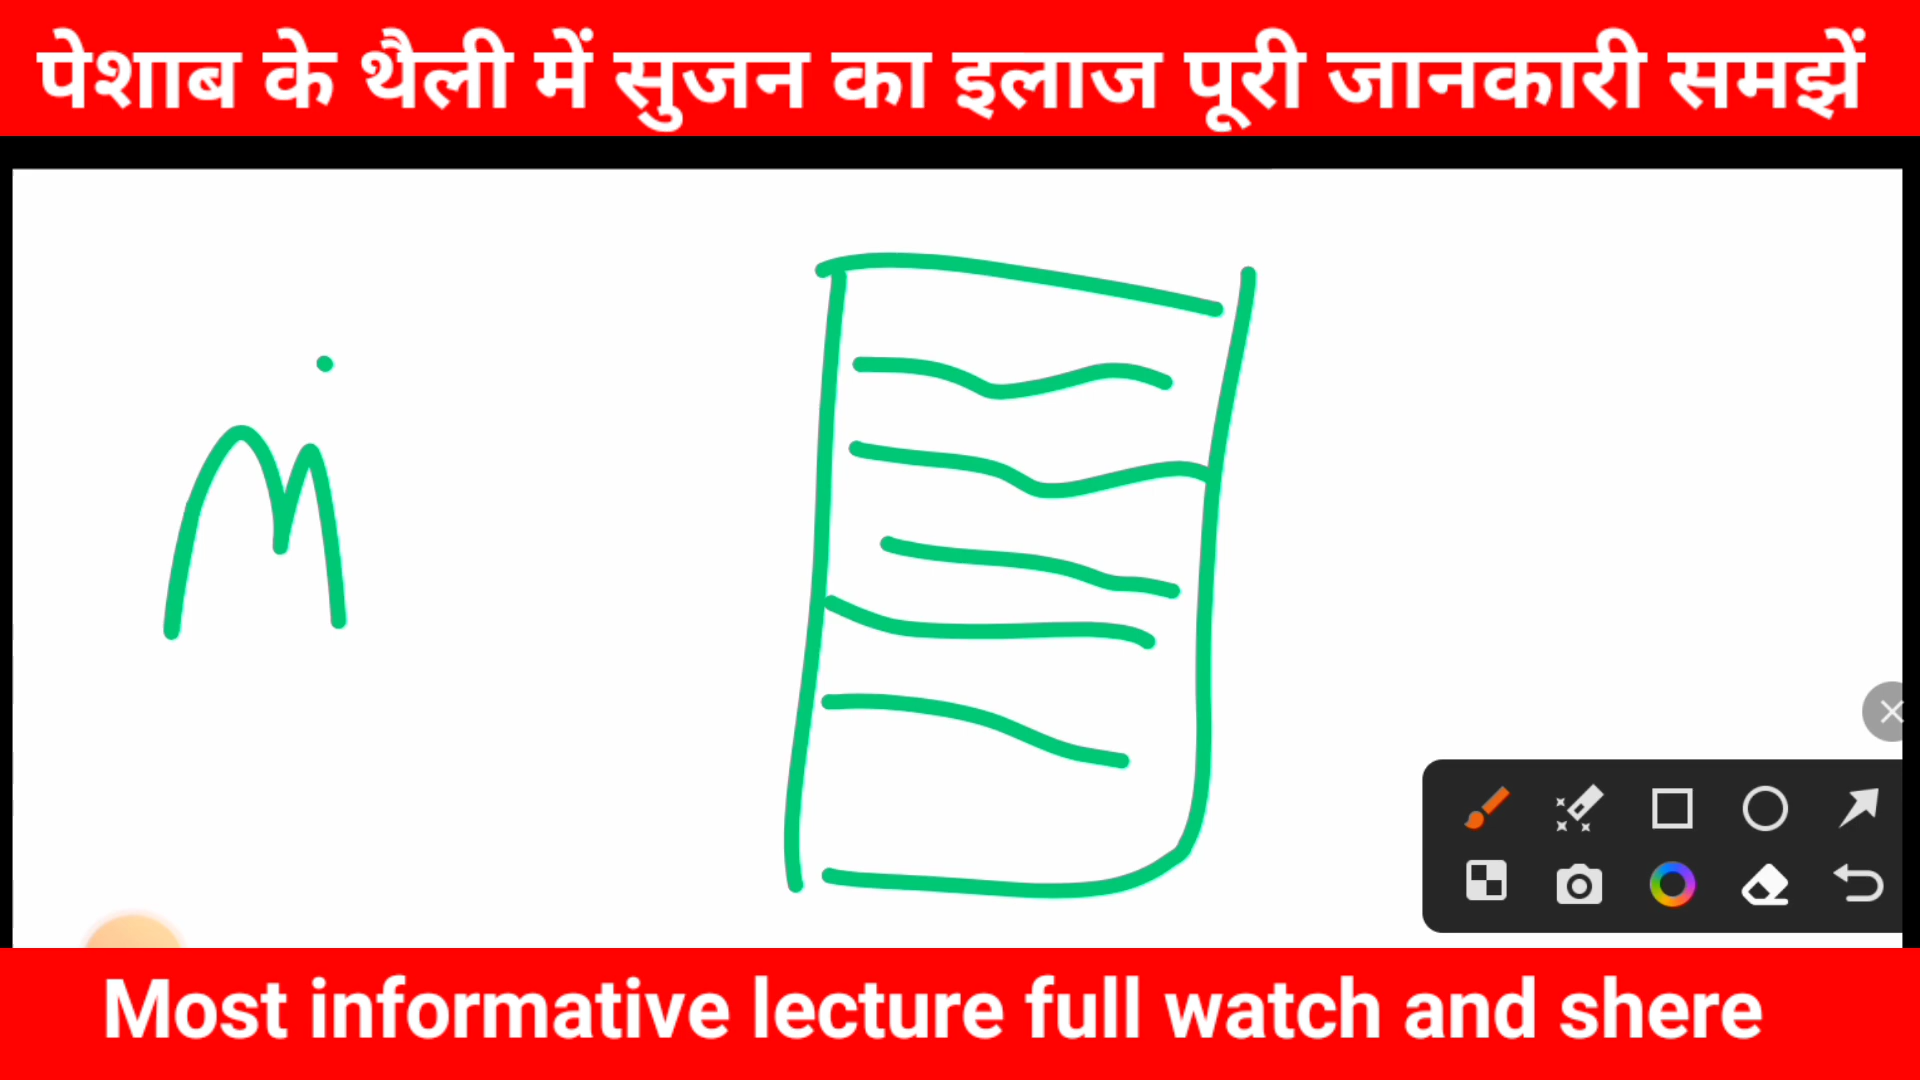 पेशाब के थैली में सुजन का इलाज पूरी जानकारी समझें
M
Most informative lecture full watch and shere